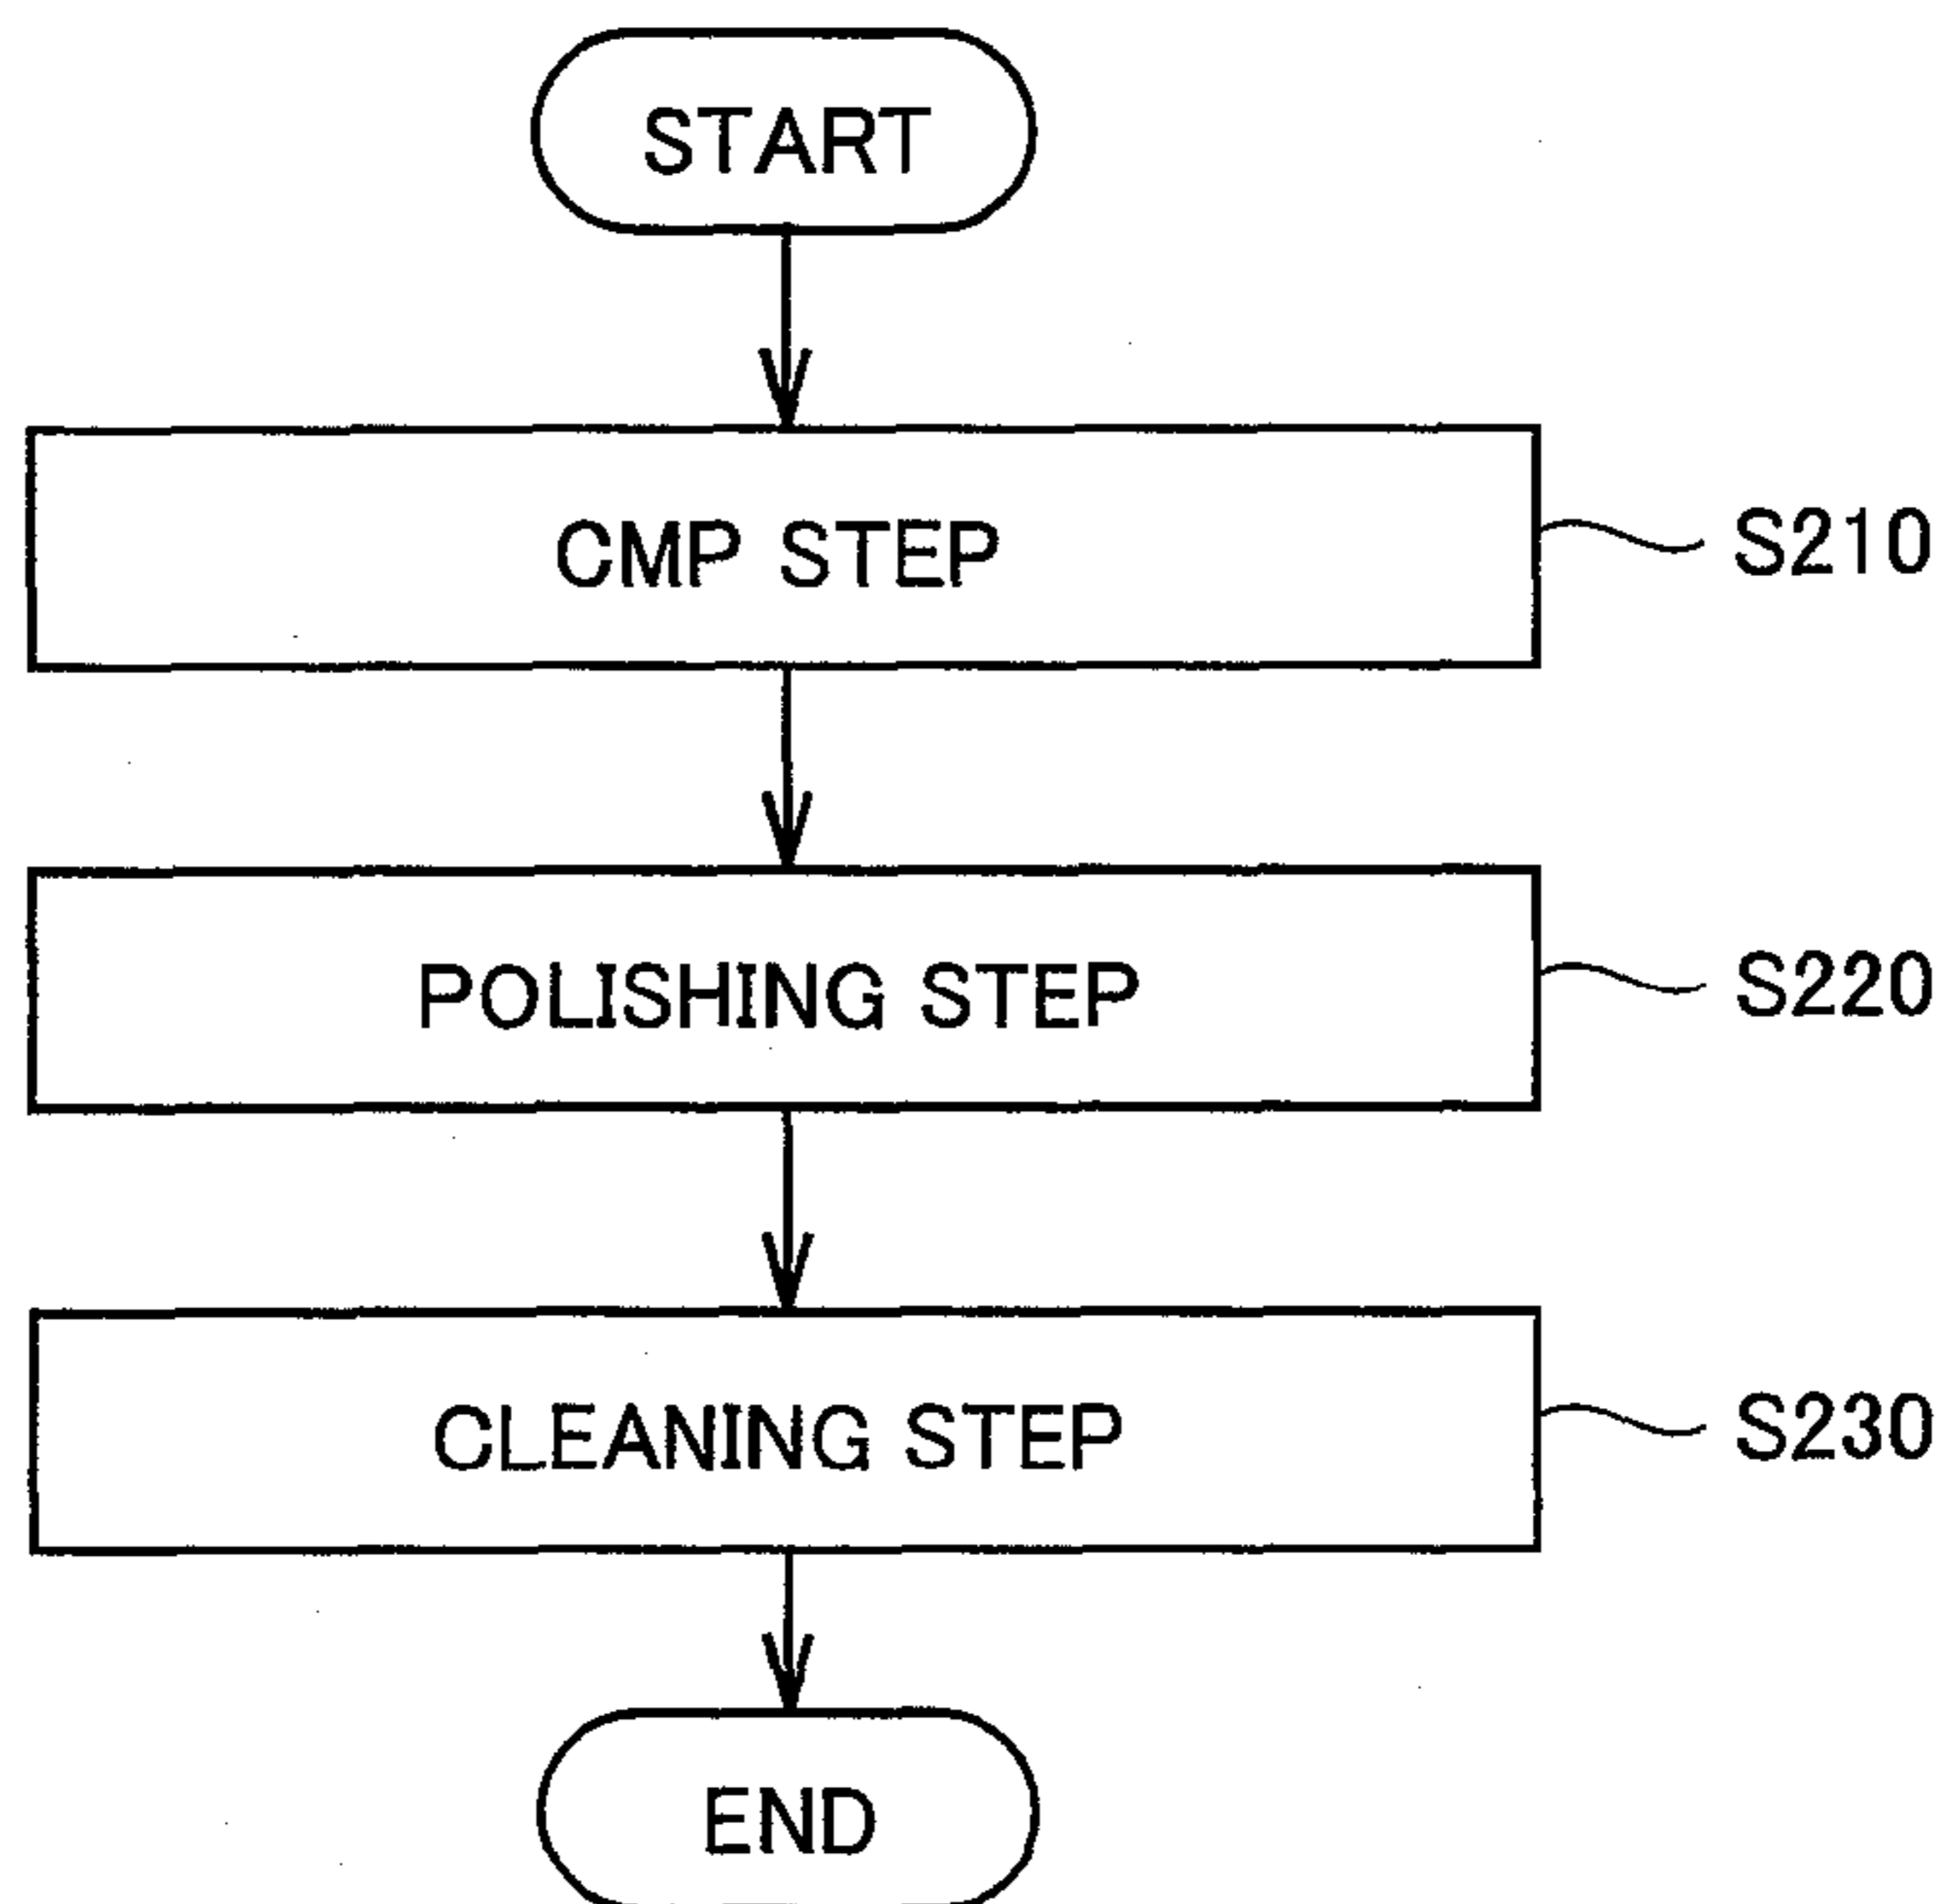 START
CMP STEP
S210
POLISHING STEP
S220
CLEANING STEP
S230
END